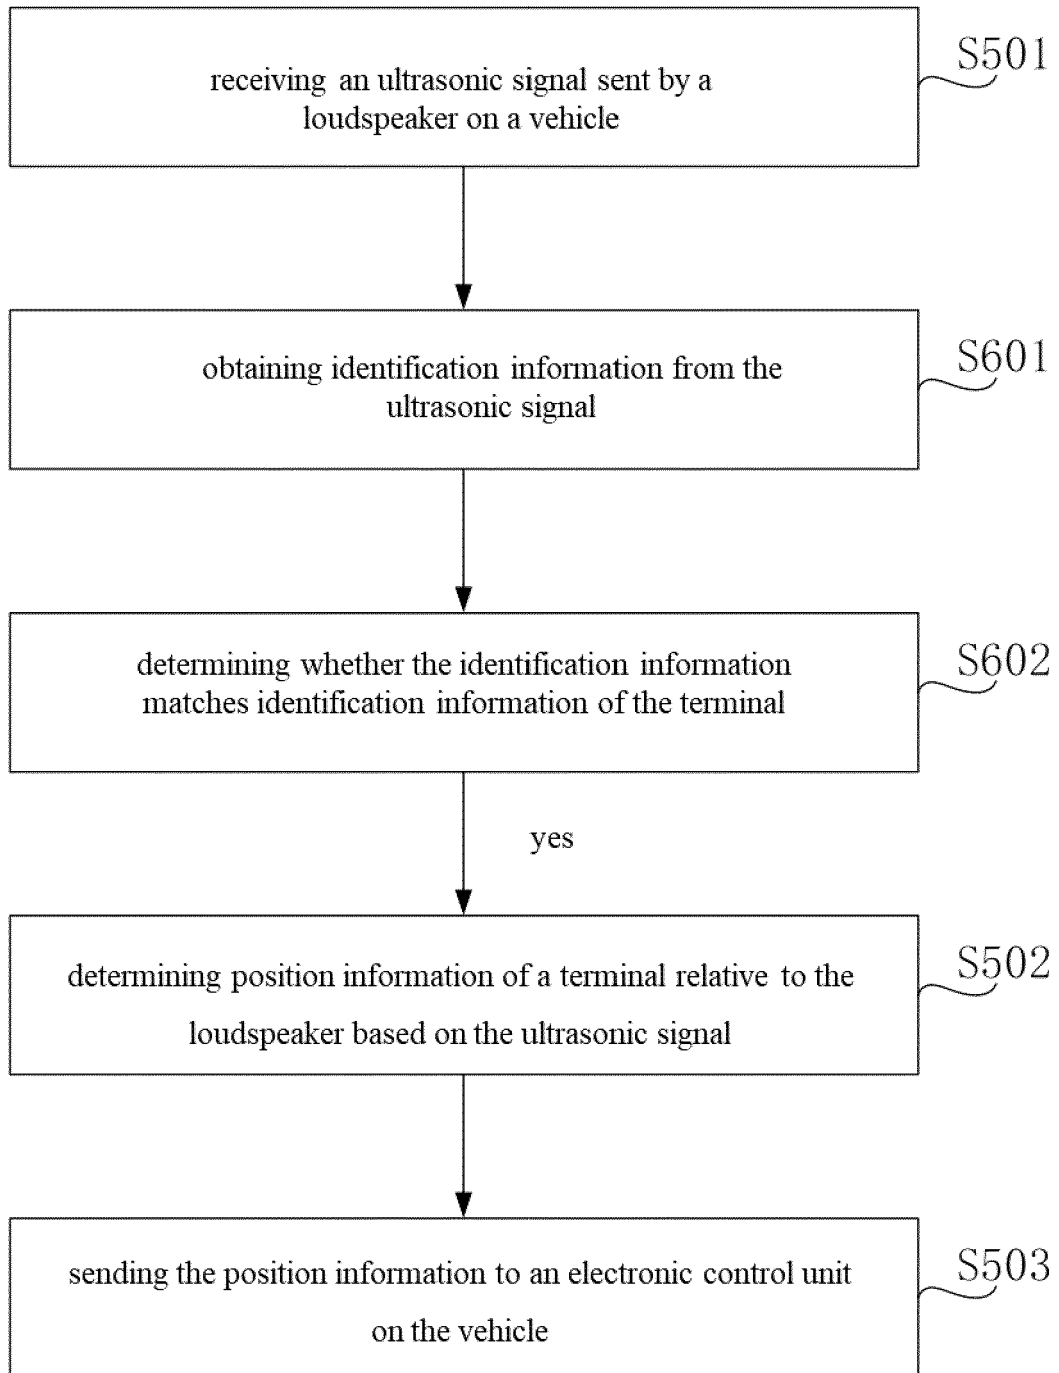 receiving an ultrasonic signal sent by a
loudspeaker on a vehicle
S501
obtaining identification information from the
ultrasonic signal
S601
determining whether the identification information
matches identification information of the terminal
S602
yes
determining position information of a terminal relative to the
loudspeaker based on the ultrasonic signal
S502
sending the position information to an electronic control unit
on the vehicle
S503